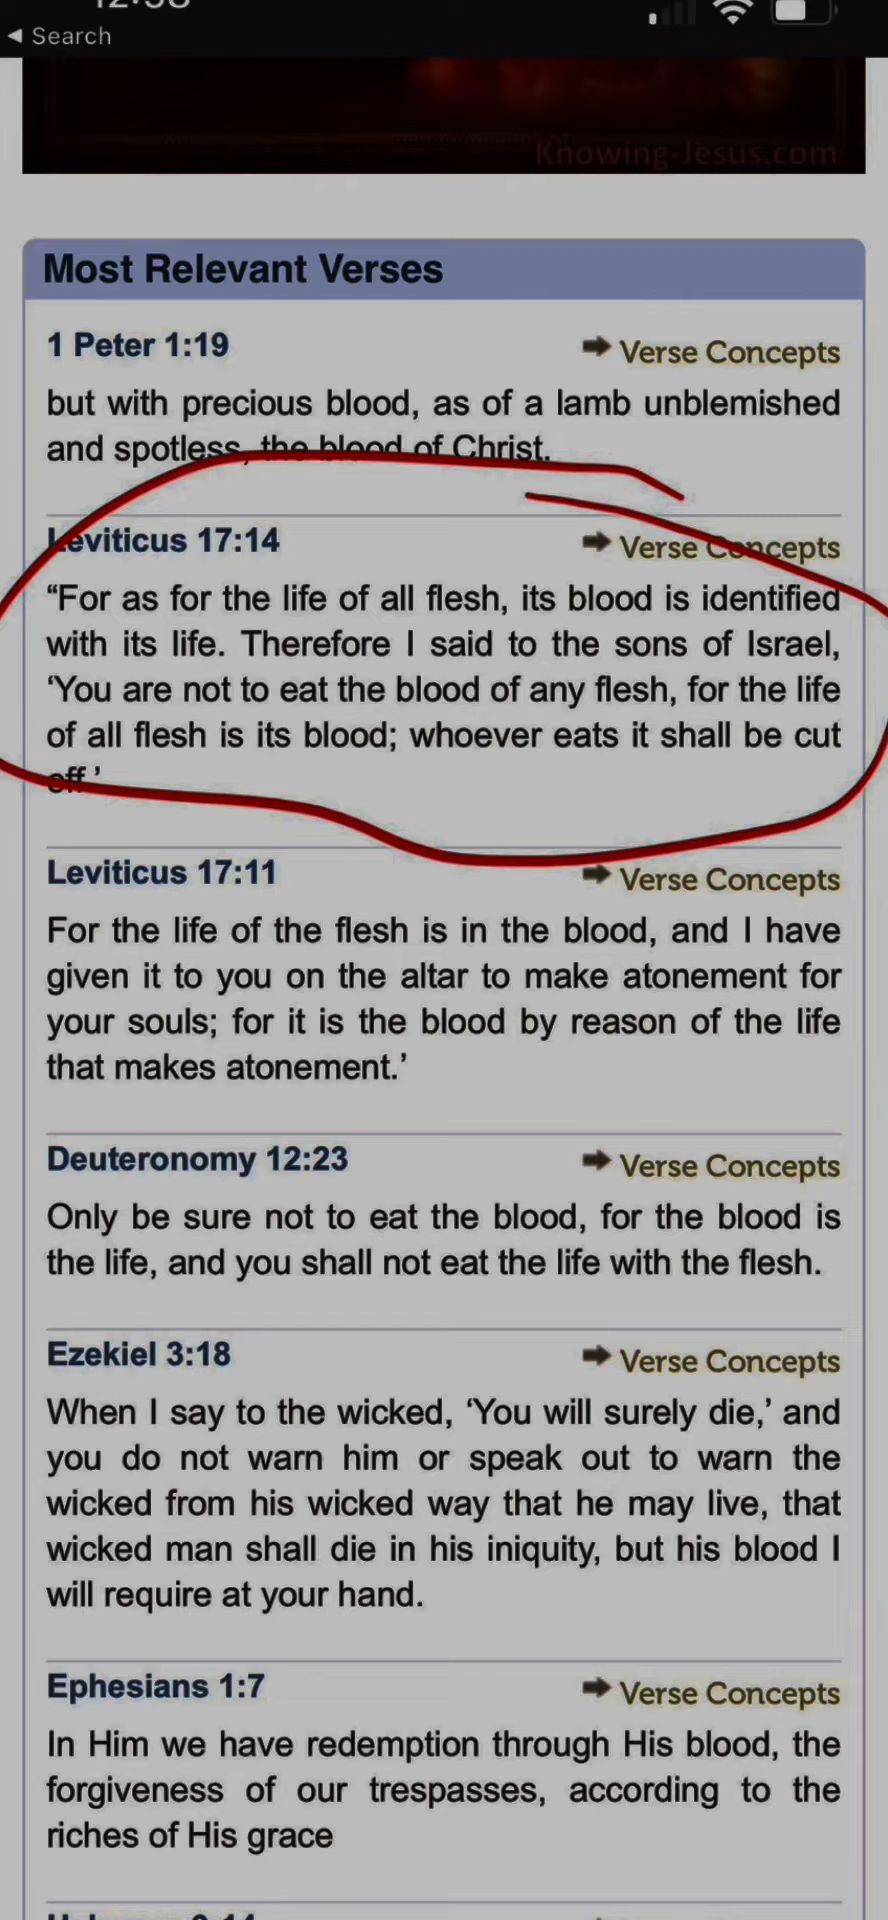 ◀ Search
Knowing-Jesus.com
Most Relevant Verses
1 Peter 1:19
➡ Verse Concepts
but with precious blood, as of a lamb unblemished
and spotless, the blood of Christ.
Leviticus 17:14
➡ Verse Concepts
“For as for the life of all flesh, its blood is identified
with its life. Therefore I said to the sons of Israel,
‘You are not to eat the blood of any flesh, for the life
of all flesh is its blood; whoever eats it shall be cut
off.’
Leviticus 17:11
➡ Verse Concepts
For the life of the flesh is in the blood, and I have
given it to you on the altar to make atonement for
your souls; for it is the blood by reason of the life
that makes atonement.’
Deuteronomy 12:23
➡ Verse Concepts
Only be sure not to eat the blood, for the blood is
the life, and you shall not eat the life with the flesh.
Ezekiel 3:18
➡ Verse Concepts
When I say to the wicked, ‘You will surely die,’ and
you do not warn him or speak out to warn the
wicked from his wicked way that he may live, that
wicked man shall die in his iniquity, but his blood I
will require at your hand.
Ephesians 1:7
➡ Verse Concepts
In Him we have redemption through His blood, the
forgiveness of our trespasses, according to the
riches of His grace